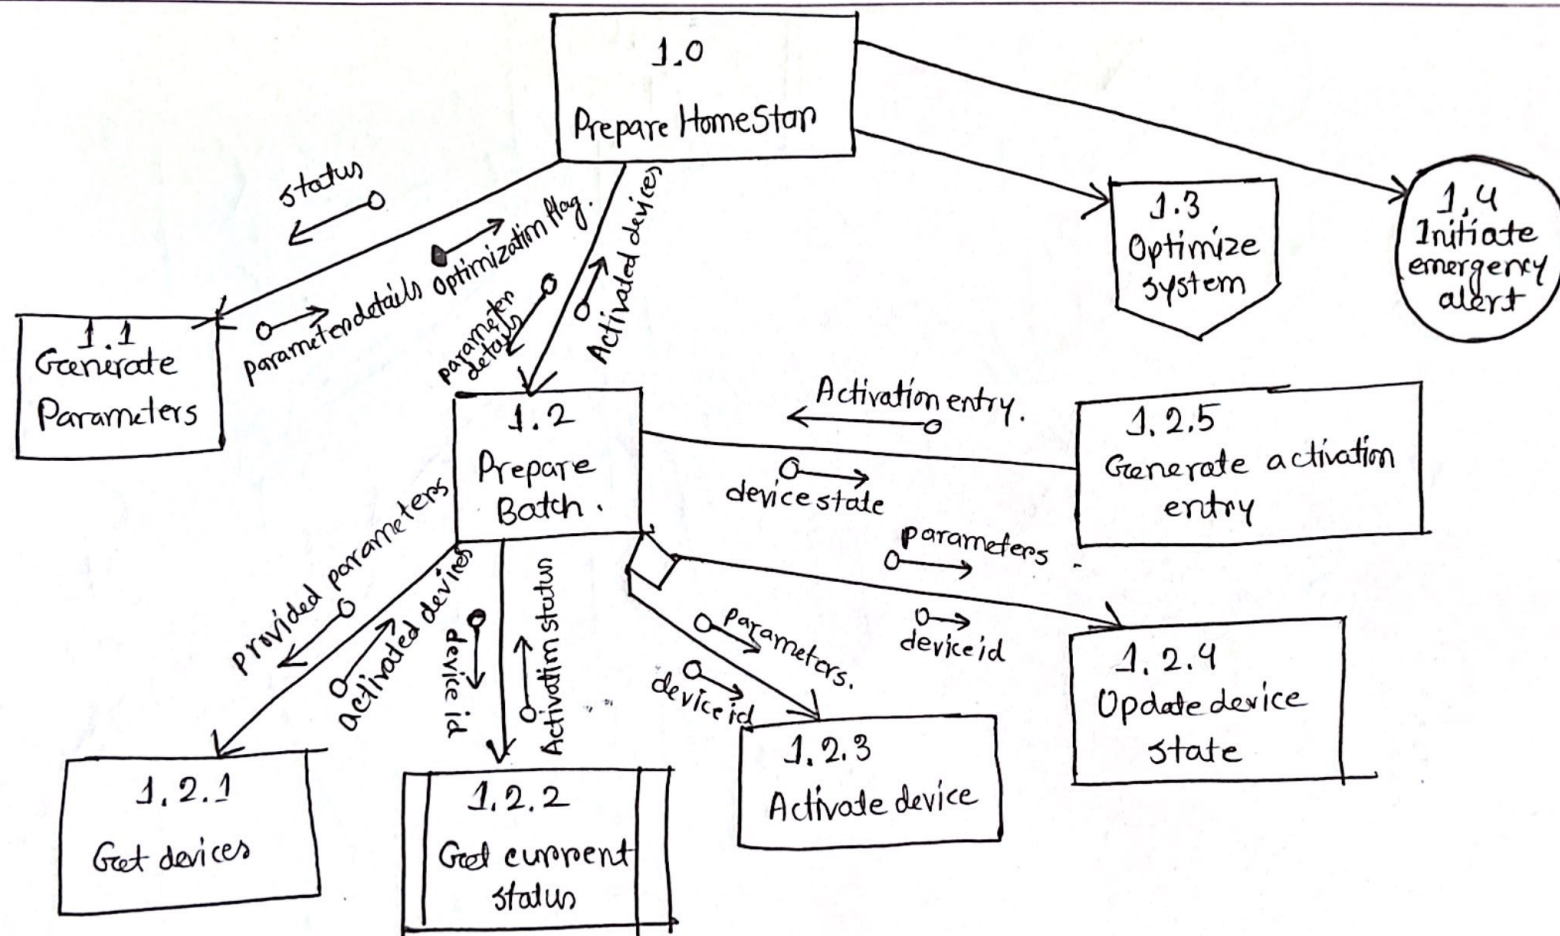 1.0
Prepare HomeStar
status
Optimization flag.
parameter details
Activated devices
parameter
details
1.3
Optimize
system
1.4
Initiate
emergency
alert
1.1
Generate
Parameters
1.2
Prepare
Batch.
Activation entry.
device state
1.2.5
Generate activation
entry
parameters
device id
provided parameters
activated devices
device id
Activation status
parameters.
device id
1.2.4
Update device
state
1.2.1
Get devices
1.2.2
Get current
status
1.2.3
Activate device